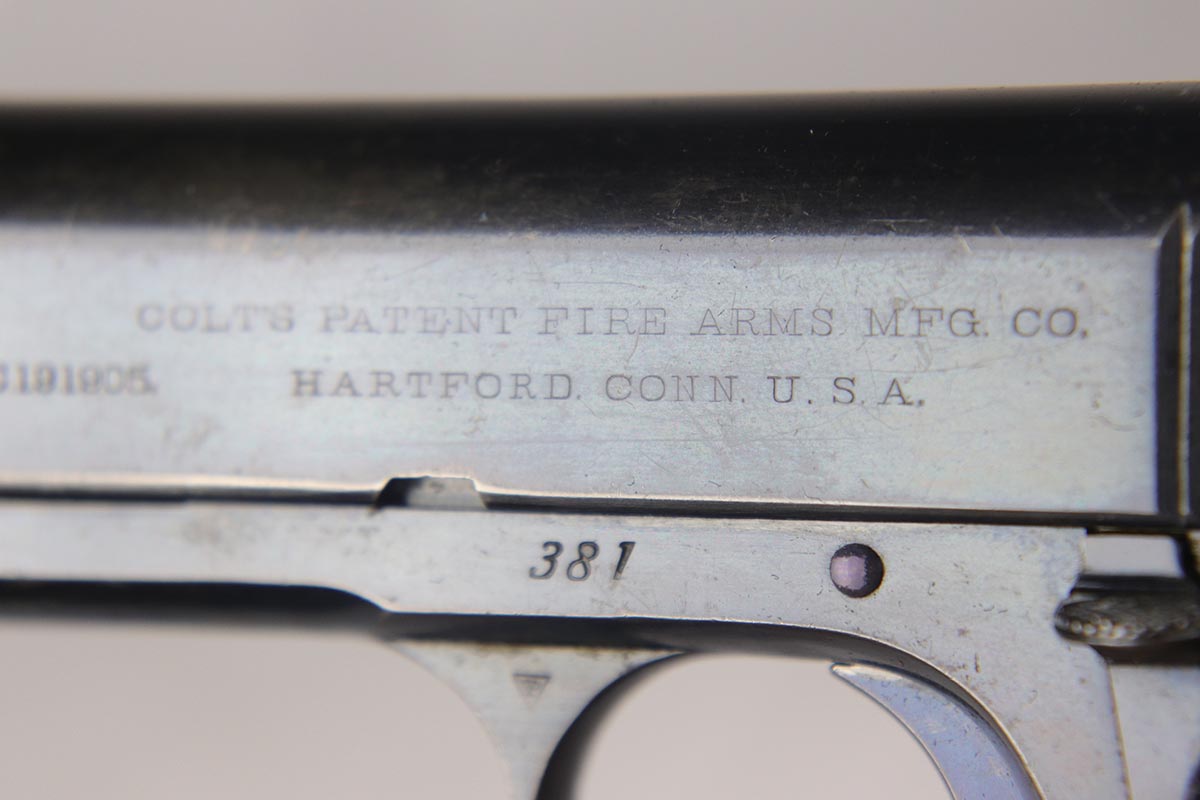 COLT'S PATENT FIRE ARMS MFG. CO.
191905.
HARTFORD. CONN. U.S.A.
381